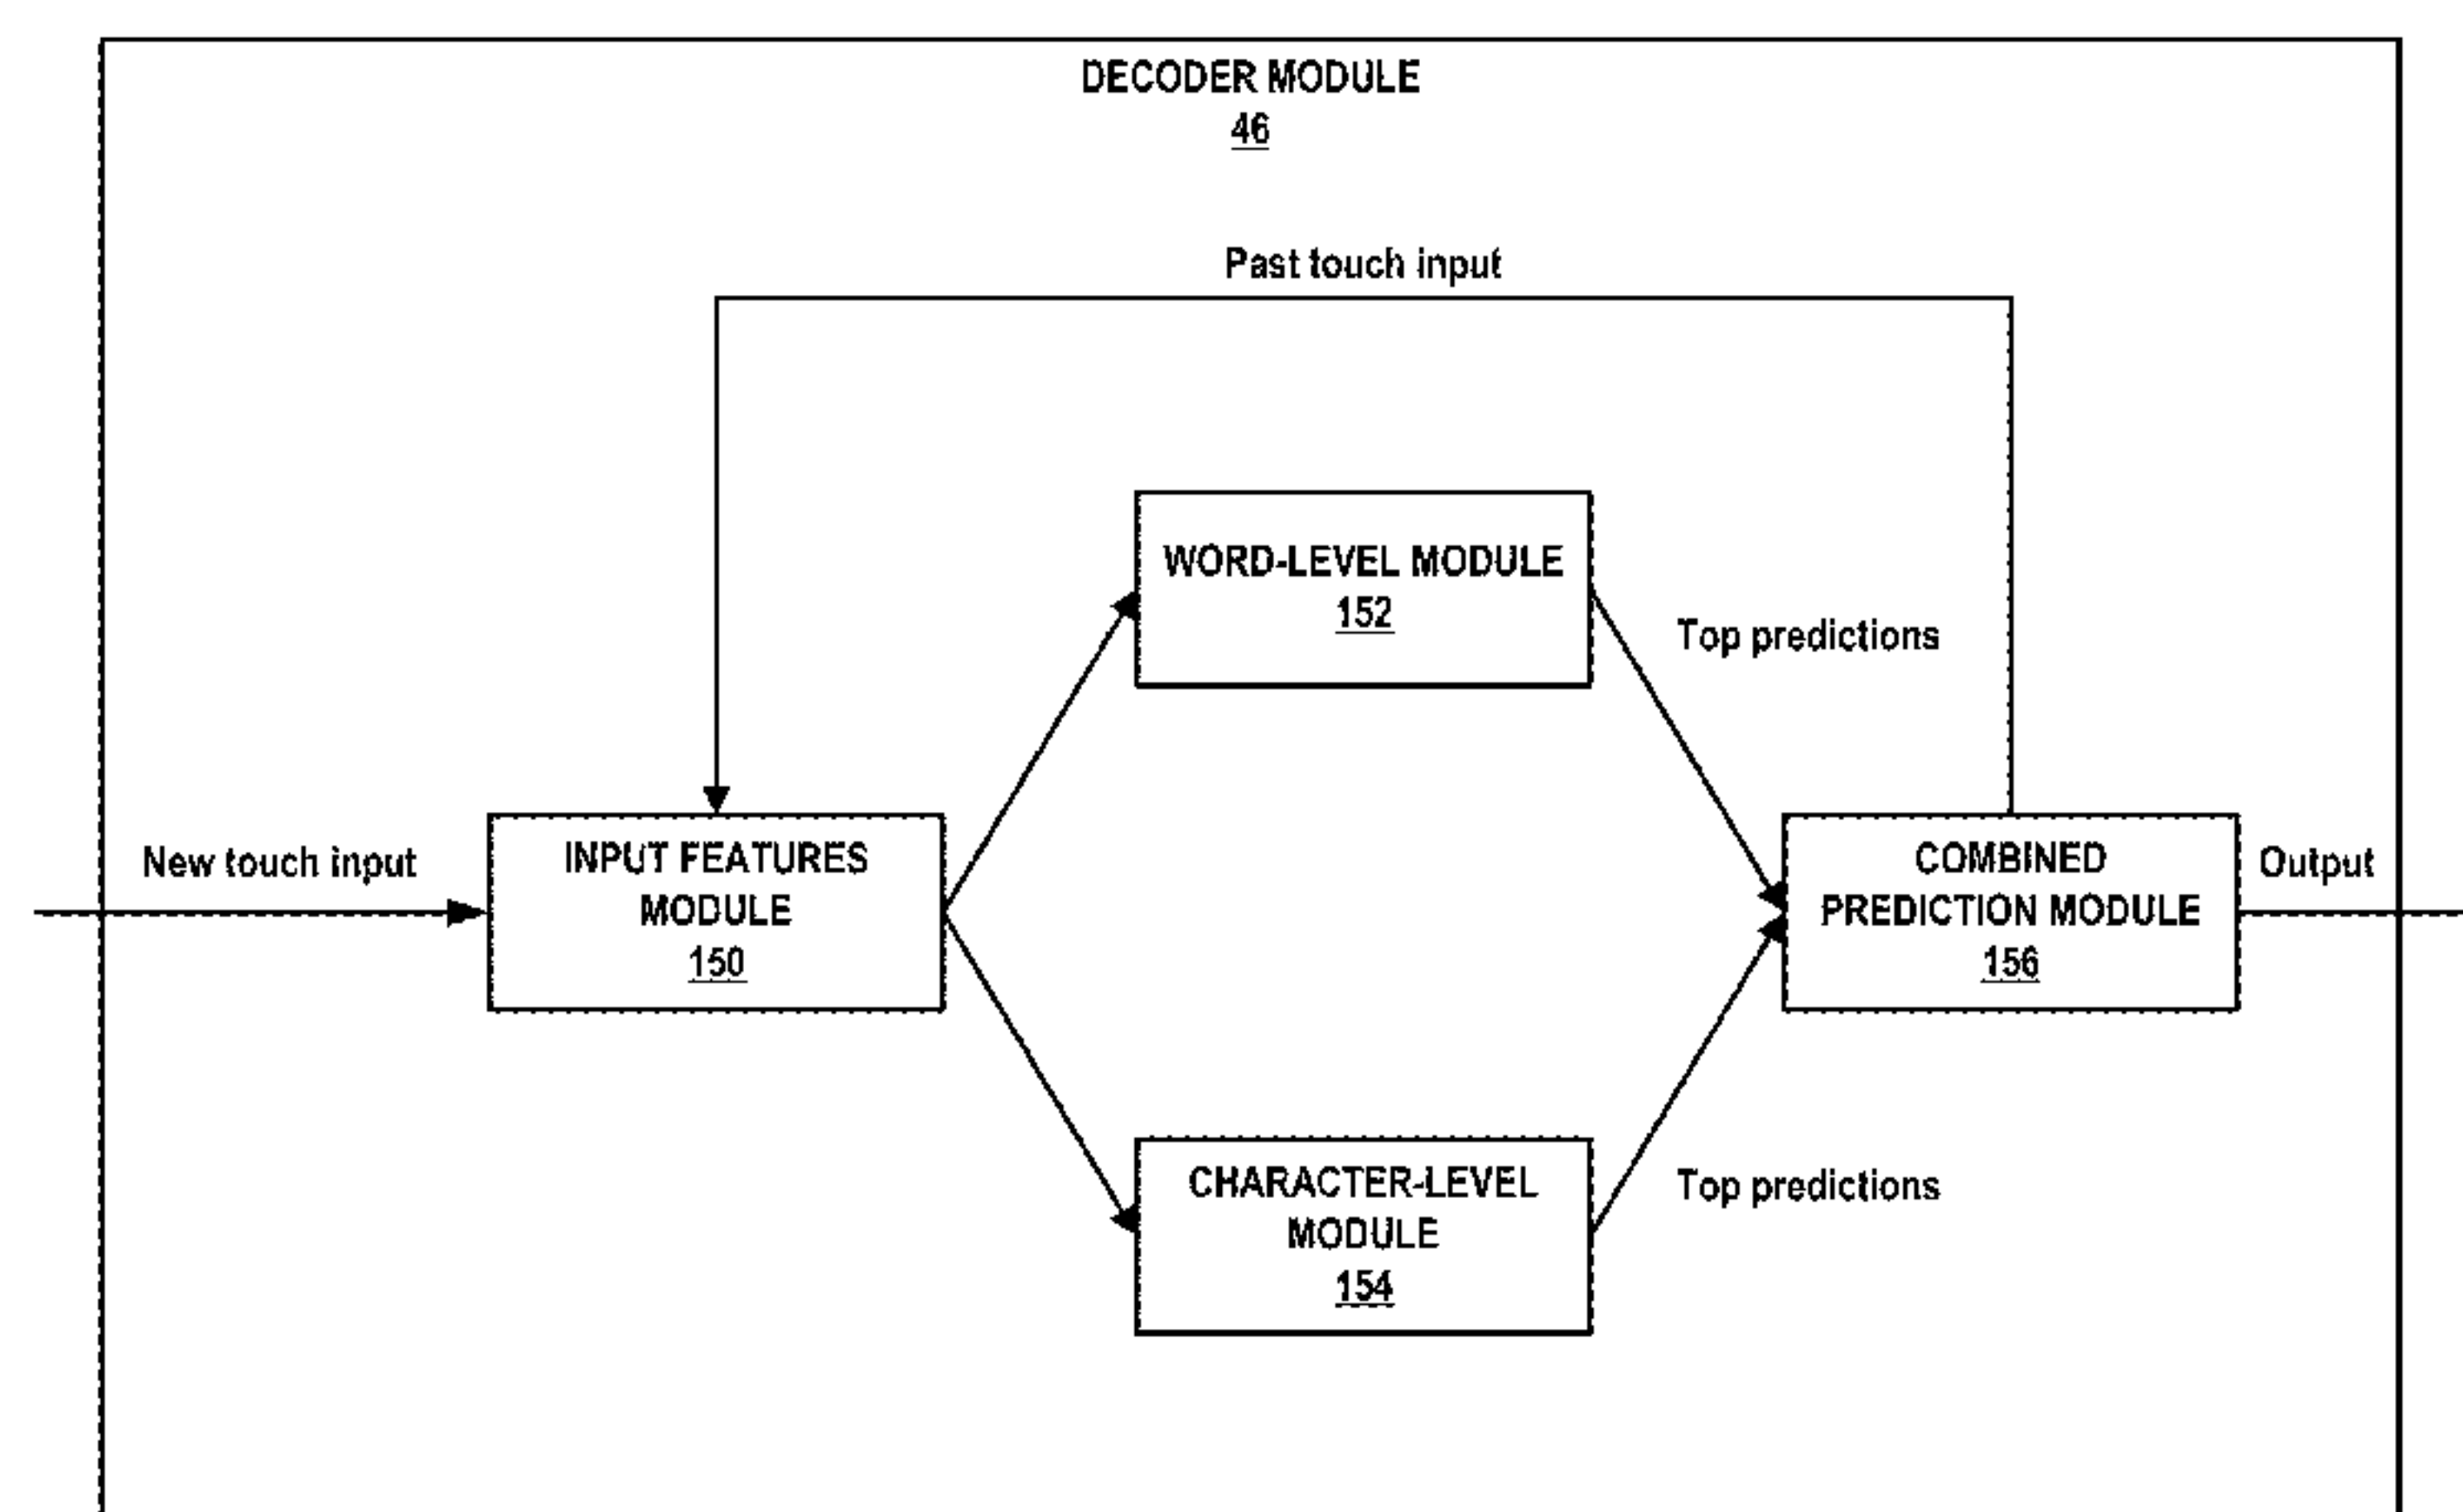 DECODER MODULE
46
Past touch input
WORD-LEVEL MODULE
152
Top predictions
New touch input
INPUT FEATURES
MODULE
150
COMBINED
PREDICTION MODULE
156
Output
CHARACTER-LEVEL
MODULE
154
Top predictions